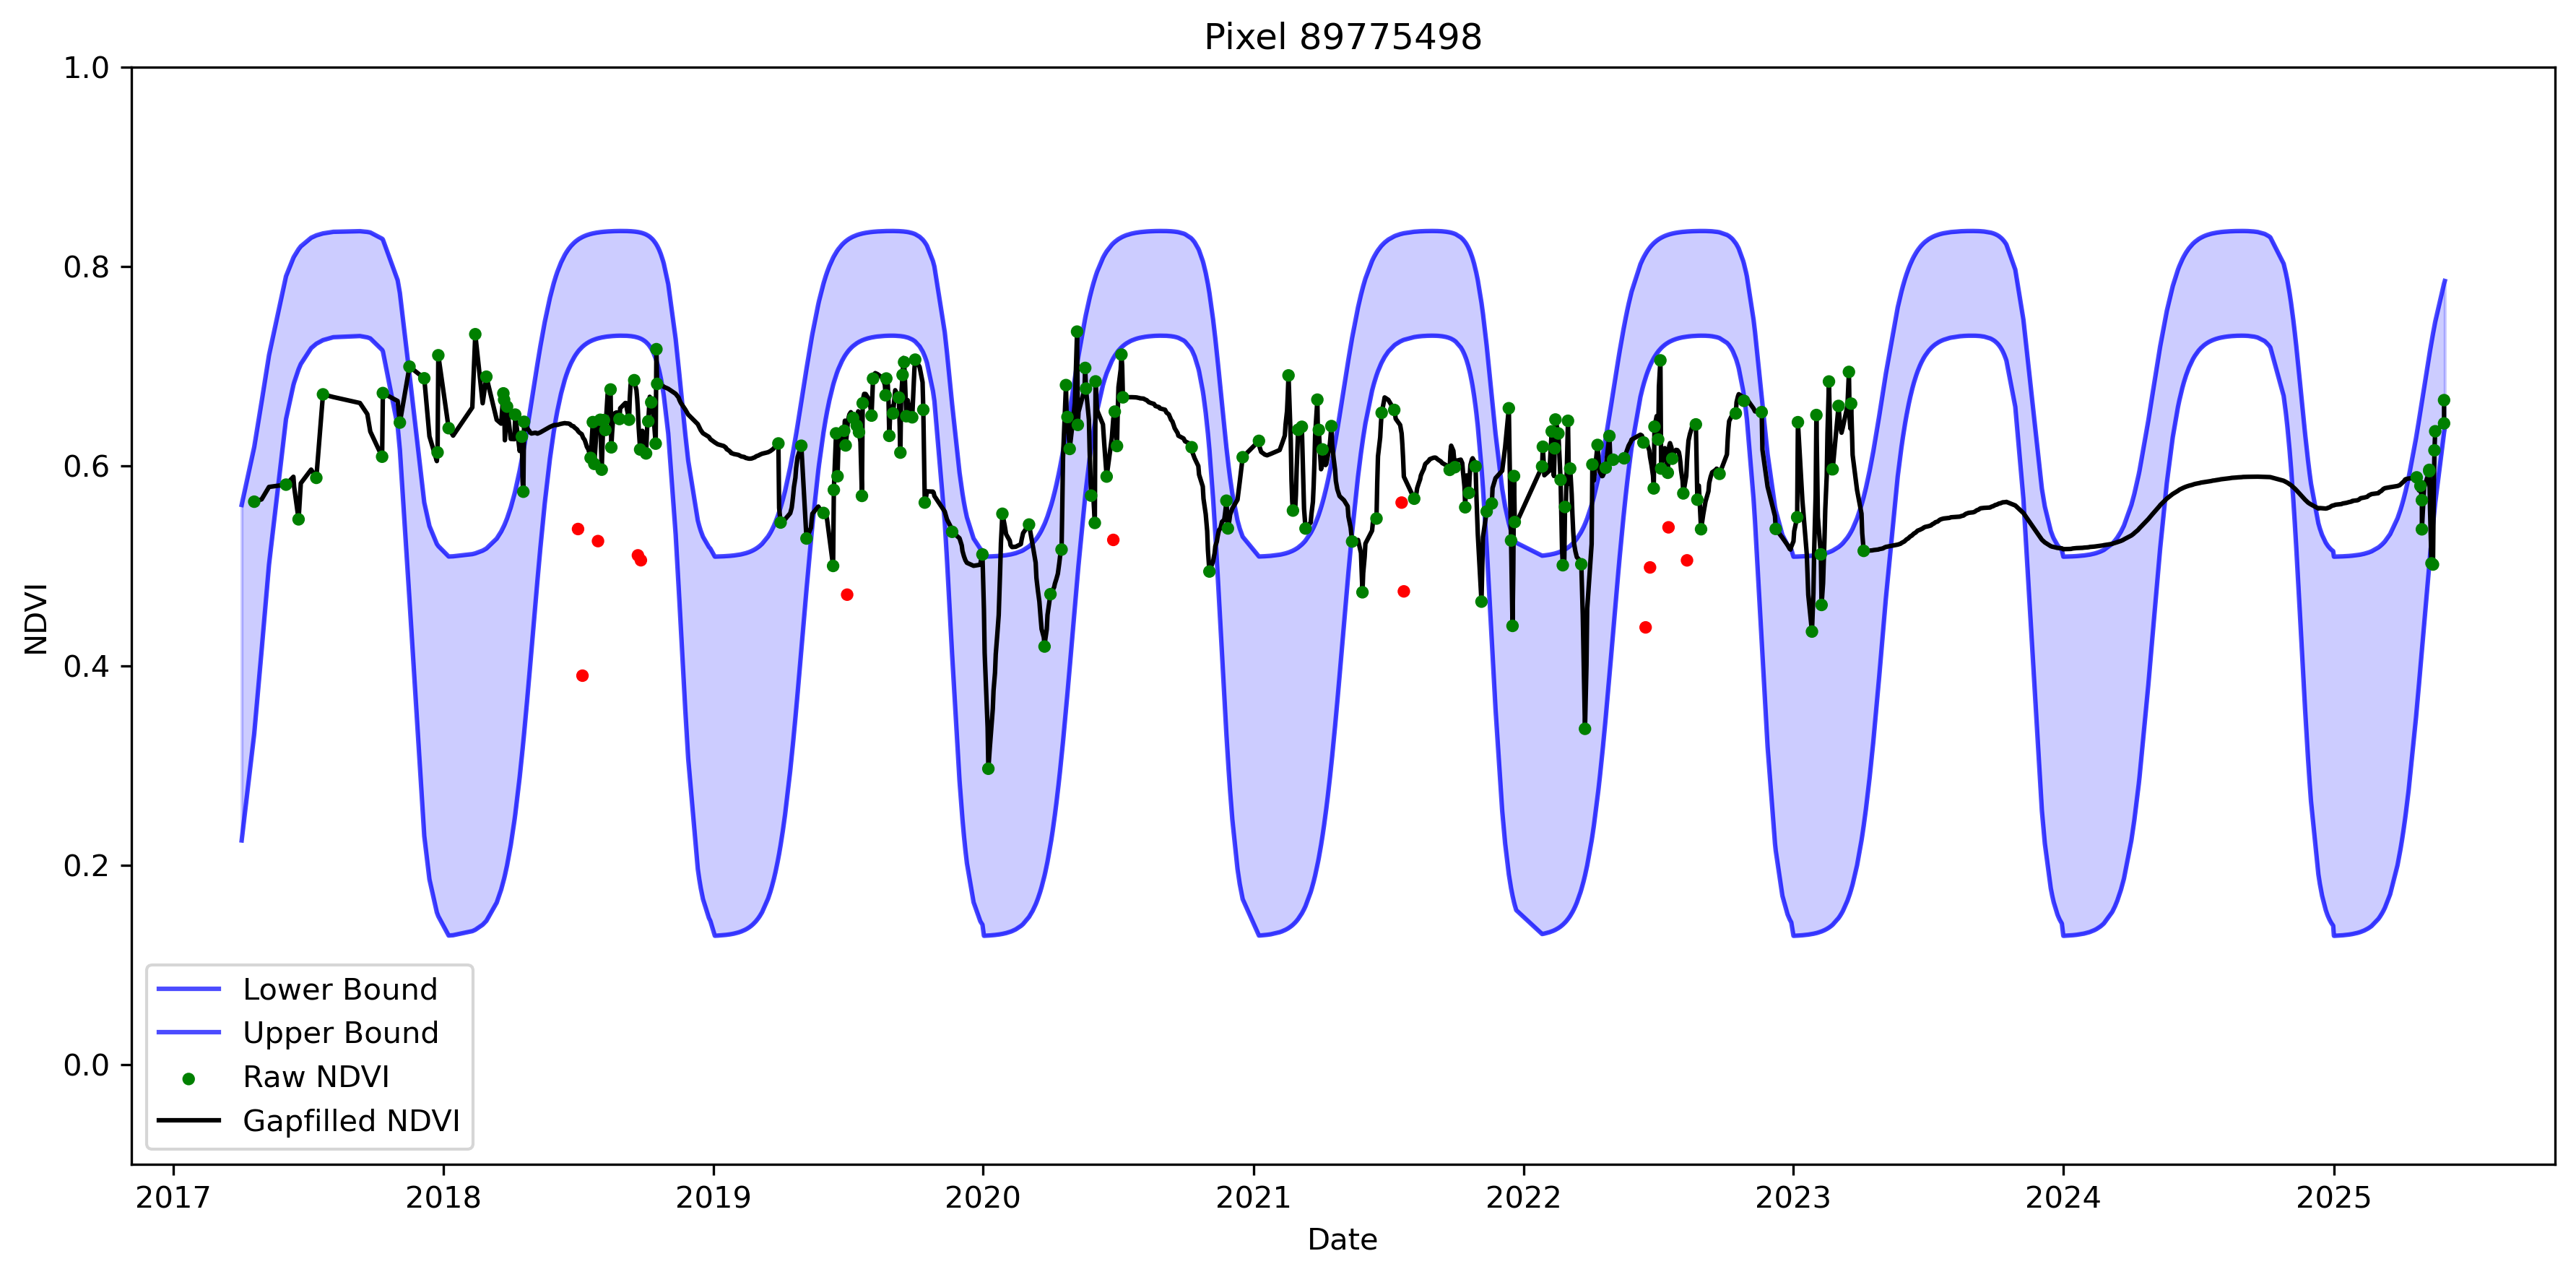 Pixel 89775498
1.0
0.8
0.6
0.4
0.2
0.0
NDVI
Lower Bound
Upper Bound
Raw NDVI
Gapfilled NDVI
2017 2018 2019 2020 2021 2022 2023 2024 2025
Date